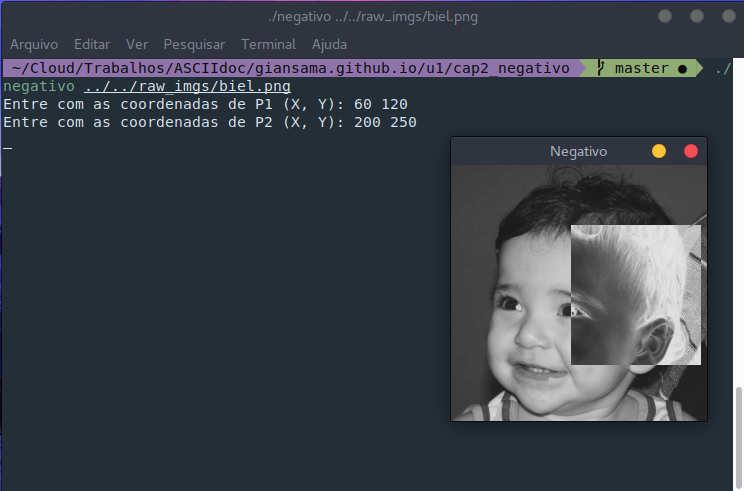 ./negativo ../../raw_imgs/biel.png
Arquivo Editar Ver Pesquisar Terminal Ajuda
~/Cloud/Trabalhos/ASCIIdoc/giansama.github.io/u1/cap2_negativo master ● ./
negativo ../../raw_imgs/biel.png
Entre com as coordenadas de P1 (X, Y): 60 120
Entre com as coordenadas de P2 (X, Y): 200 250
Negativo